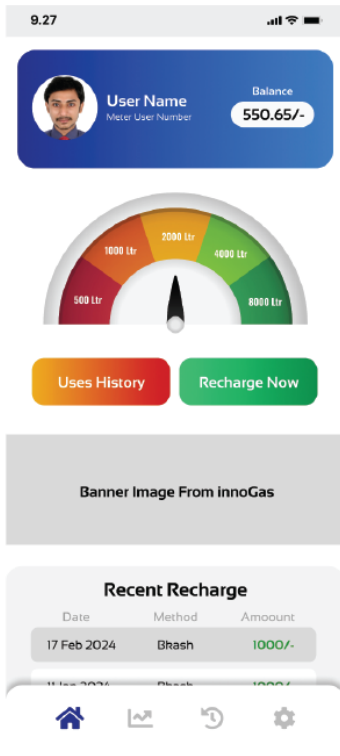 9.27
User Name
Meter User Number
Balance
550.65/-
500 Ltr
1000 Ltr
2000 Ltr
4000 Ltr
8000 Ltr
Uses History
Recharge Now
Banner Image From innoGas
Recent Recharge
Date Method Amoount
17 Feb 2024 Bkash 1000/-